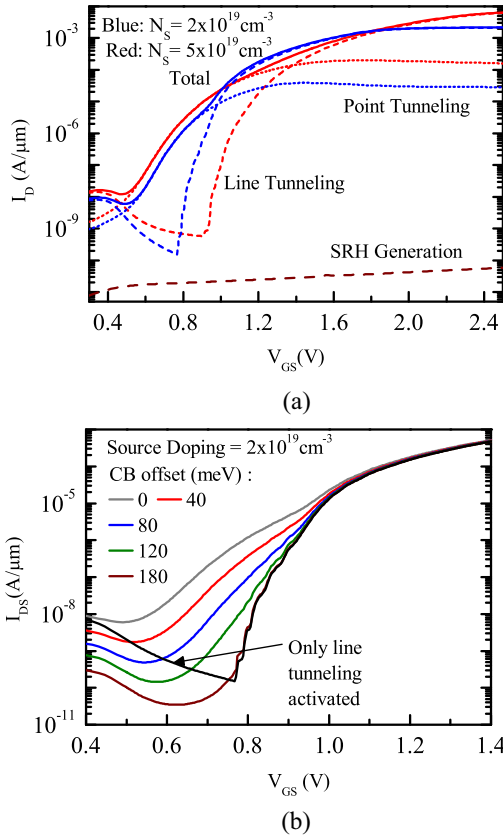 Blue: N_S= 2x10^19cm^-3
Red: N_S= 5x10^19cm^-3
10^-3
Total
Point Tunneling
10^-6
I_D (A/μm)
Line Tunneling
10^-9
SRH Generation
0.4 0.8 1.2 1.6 2.0 2.4
V_GS(V)
(a)
Source Doping = 2x10^19cm^-3
CB offset (meV) :
0 40
10^-5
80
120
180
I_DS(A/μm)
10^-8
Only line
tunneling
activated
10^-11
0.4 0.6 0.8 1.0 1.2 1.4
V_GS (V)
(b)